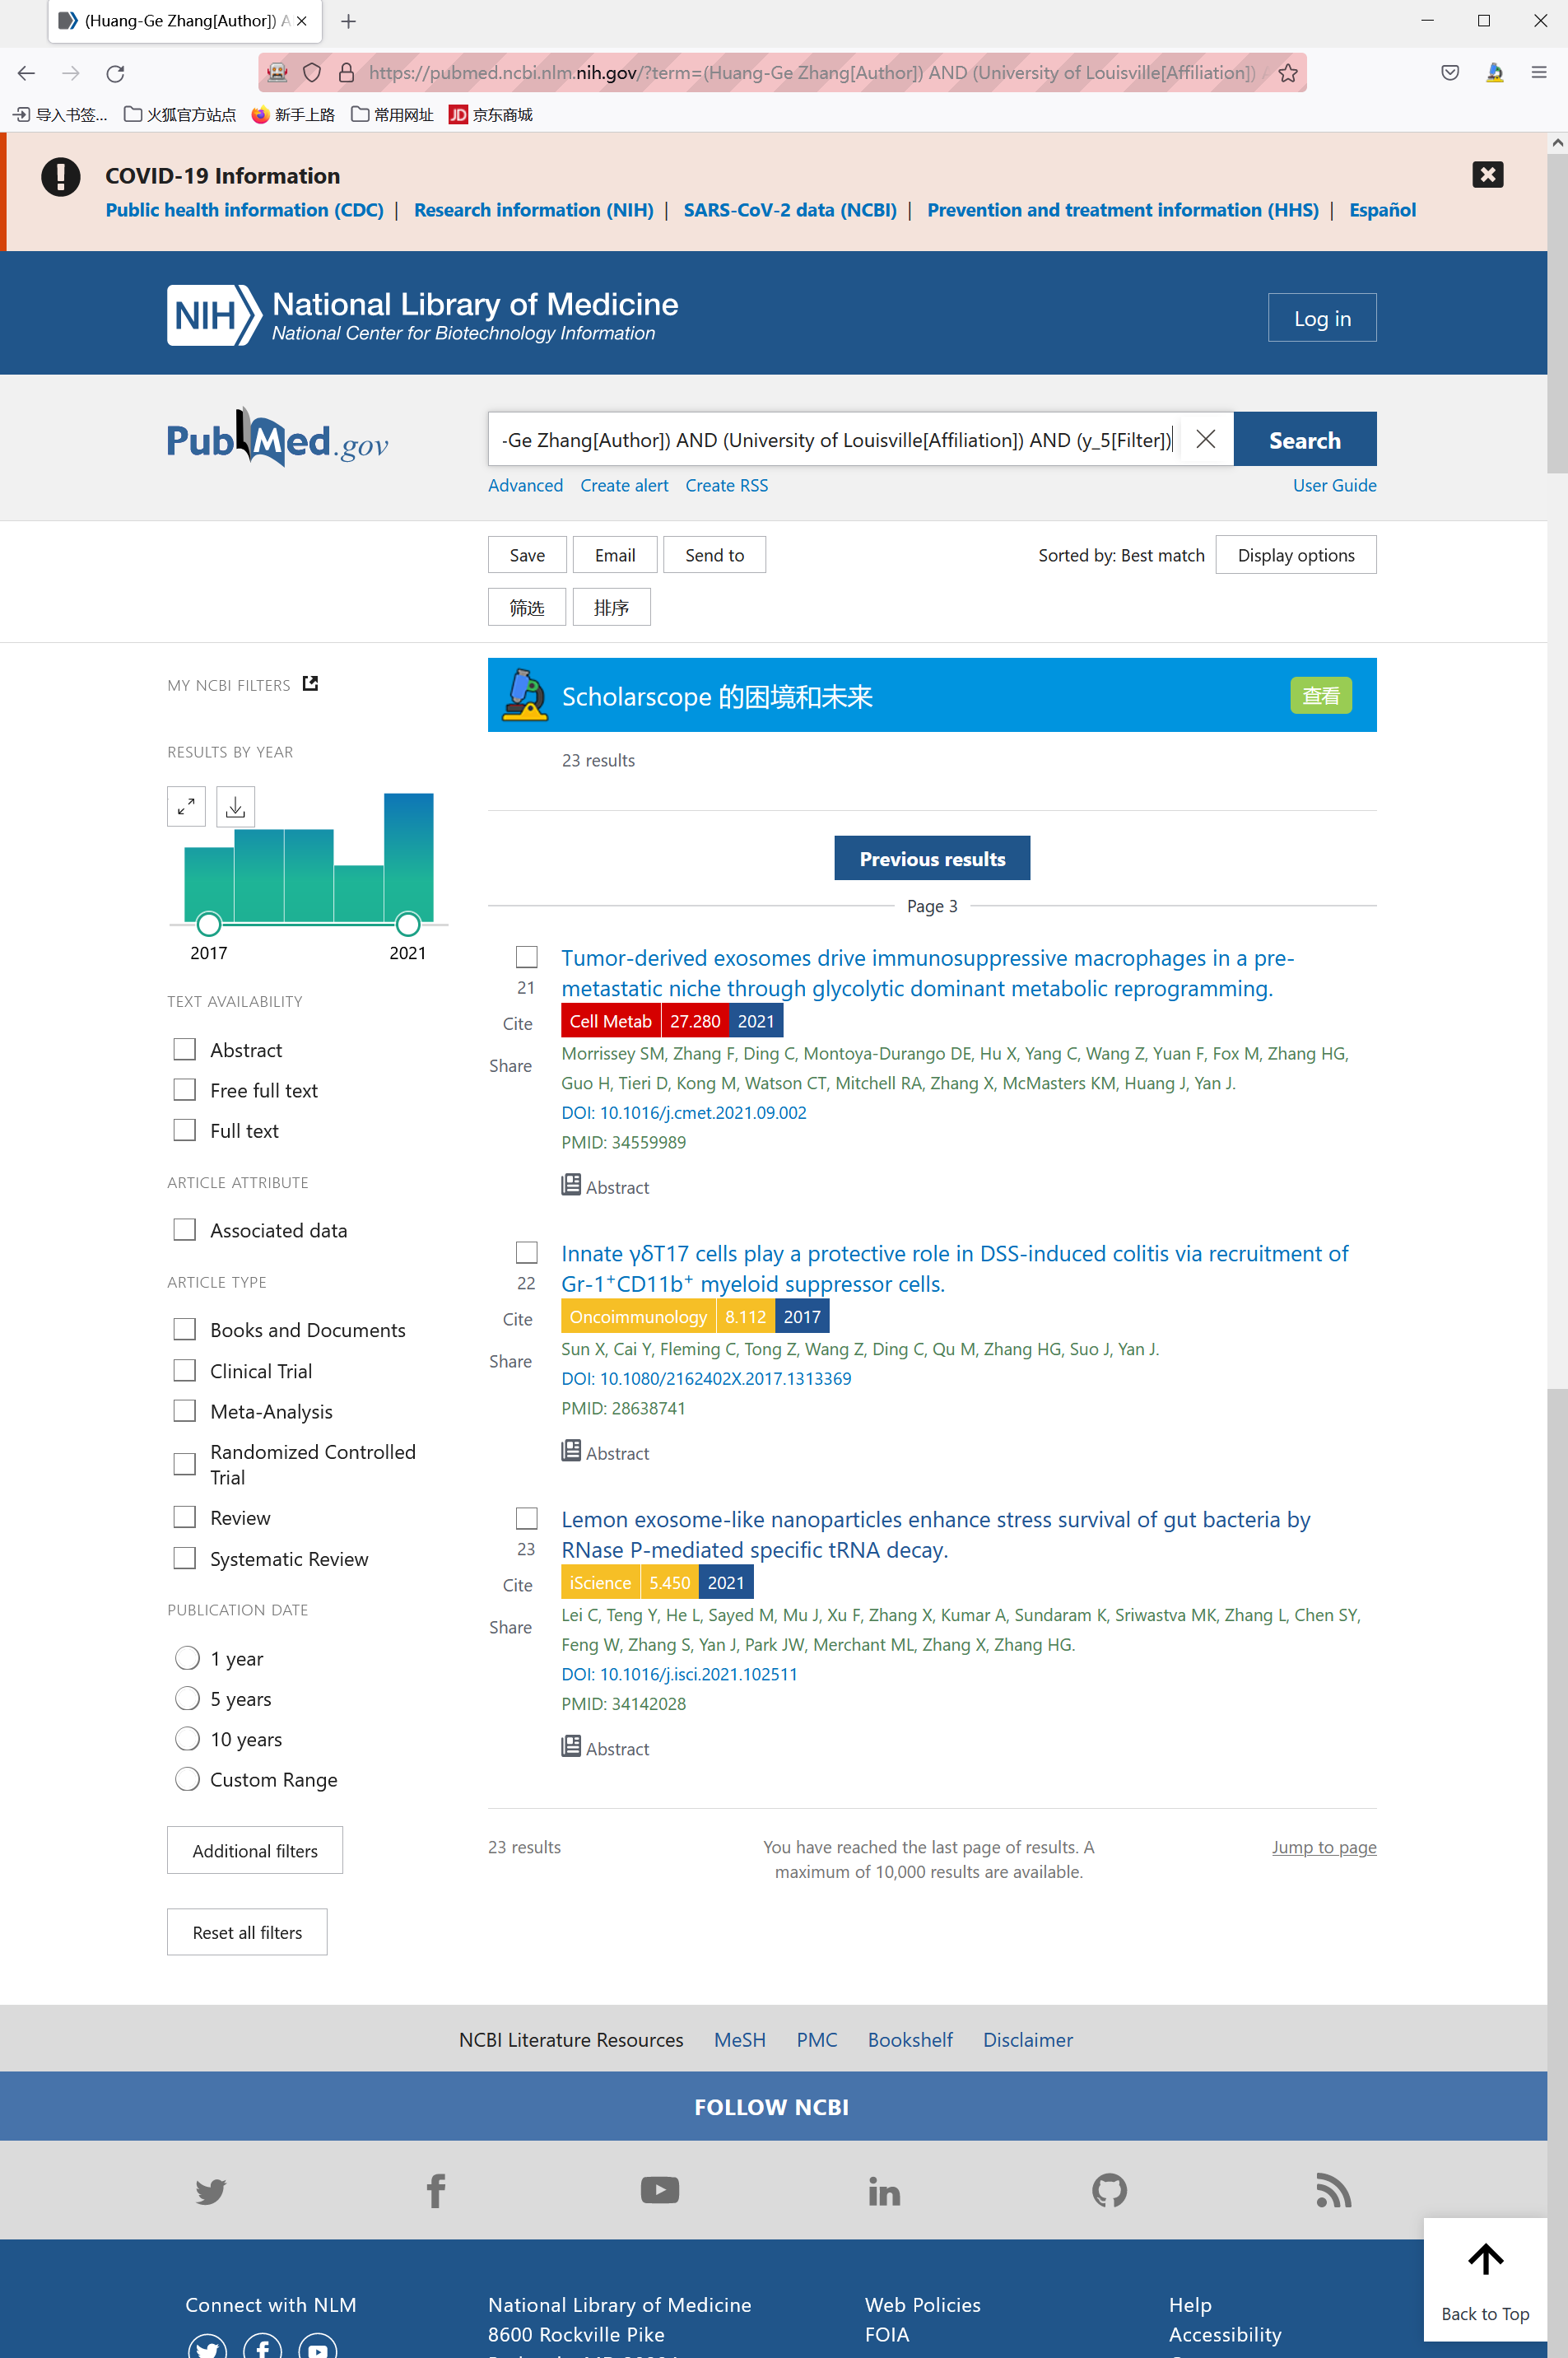 (Huang-Ge Zhang[Author]) A
https://pubmed.ncbi.nlm.nih.gov/?term=(Huang-Ge Zhang[Author]) AND (University of Louisville[Affiliation])
导入书签... 火狐官方站点 新手上路 常用网址 JD 京东商城
COVID-19 Information
Public health information (CDC) | Research information (NIH) | SARS-CoV-2 data (NCBI) | Prevention and treatment information (HHS) | Español
NIH National Library of Medicine
National Center for Biotechnology Information
Log in
PubMed.gov
-Ge Zhang[Author]) AND (University of Louisville[Affiliation]) AND (y_5[Filter])
Search
Advanced Create alert Create RSS User Guide
Save Email Send to Sorted by: Best match Display options
筛选 排序
MY NCBI FILTERS
RESULTS BY YEAR
2017 2021
TEXT AVAILABILITY
Abstract
Free full text
Full text
ARTICLE ATTRIBUTE
Associated data
ARTICLE TYPE
Books and Documents
Clinical Trial
Meta-Analysis
Randomized Controlled
Trial
Review
Systematic Review
PUBLICATION DATE
1 year
5 years
10 years
Custom Range
Additional filters
Reset all filters
Scholarscope 的困境和未来 查看
23 results
Previous results
Page 3
21
Cite
Share
Tumor-derived exosomes drive immunosuppressive macrophages in a pre-
metastatic niche through glycolytic dominant metabolic reprogramming.
Cell Metab 27.280 2021
Morrissey SM, Zhang F, Ding C, Montoya-Durango DE, Hu X, Yang C, Wang Z, Yuan F, Fox M, Zhang HG,
Guo H, Tieri D, Kong M, Watson CT, Mitchell RA, Zhang X, McMasters KM, Huang J, Yan J.
DOI: 10.1016/j.cmet.2021.09.002
PMID: 34559989
Abstract
22
Cite
Share
Innate γδT17 cells play a protective role in DSS-induced colitis via recruitment of
Gr-1⁺CD11b⁺ myeloid suppressor cells.
Oncoimmunology 8.112 2017
Sun X, Cai Y, Fleming C, Tong Z, Wang Z, Ding C, Qu M, Zhang HG, Suo J, Yan J.
DOI: 10.1080/2162402X.2017.1313369
PMID: 28638741
Abstract
23
Cite
Share
Lemon exosome-like nanoparticles enhance stress survival of gut bacteria by
RNase P-mediated specific tRNA decay.
iScience 5.450 2021
Lei C, Teng Y, He L, Sayed M, Mu J, Xu F, Zhang X, Kumar A, Sundaram K, Sriwastva MK, Zhang L, Chen SY,
Feng W, Zhang S, Yan J, Park JW, Merchant ML, Zhang X, Zhang HG.
DOI: 10.1016/j.isci.2021.102511
PMID: 34142028
Abstract
23 results
You have reached the last page of results. A
maximum of 10,000 results are available.
Jump to page
NCBI Literature Resources MeSH PMC Bookshelf Disclaimer
FOLLOW NCBI
Back to Top
Connect with NLM
National Library of Medicine
8600 Rockville Pike
Web Policies
FOIA
Help
Accessibility